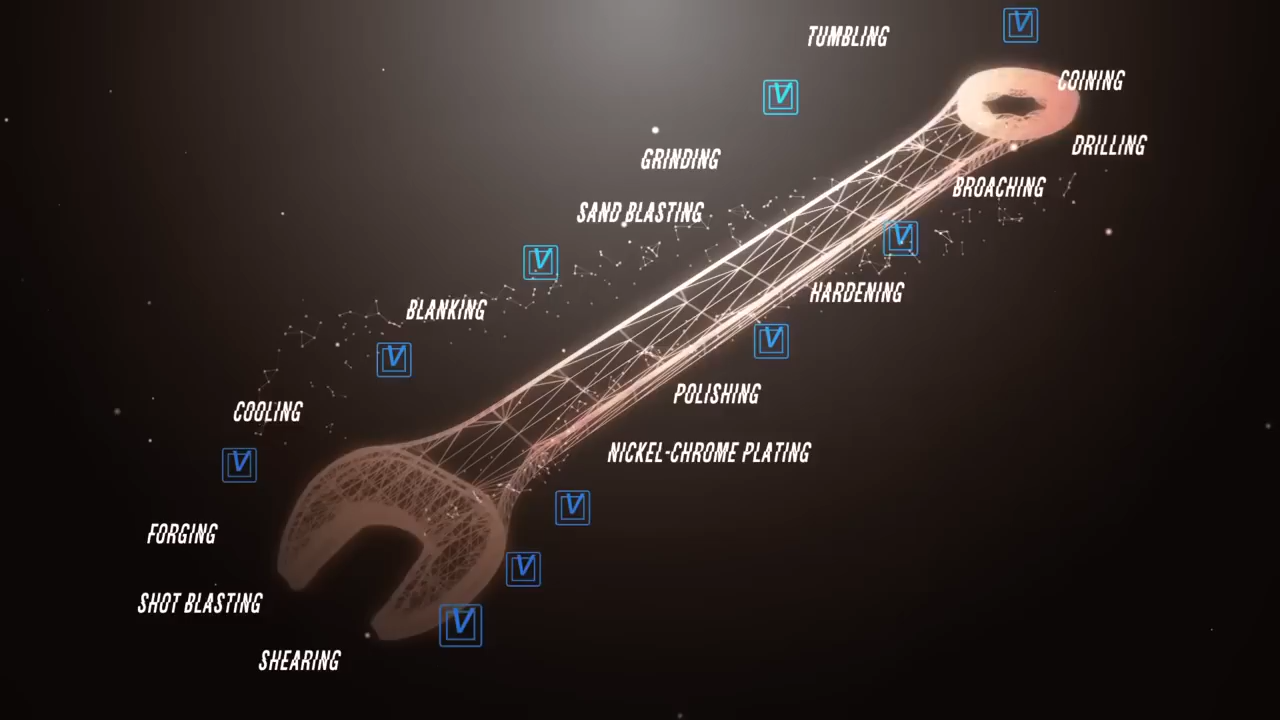 TUMBLING
V
COINING
V
DRILLING
GRINDING
BROACHING
SAND BLASTING
V
V
HARDENING
BLANKING
V
V
POLISHING
COOLING
NICKEL-CHROME PLATING
V
V
FORGING
V
SHOT BLASTING
V
SHEARING